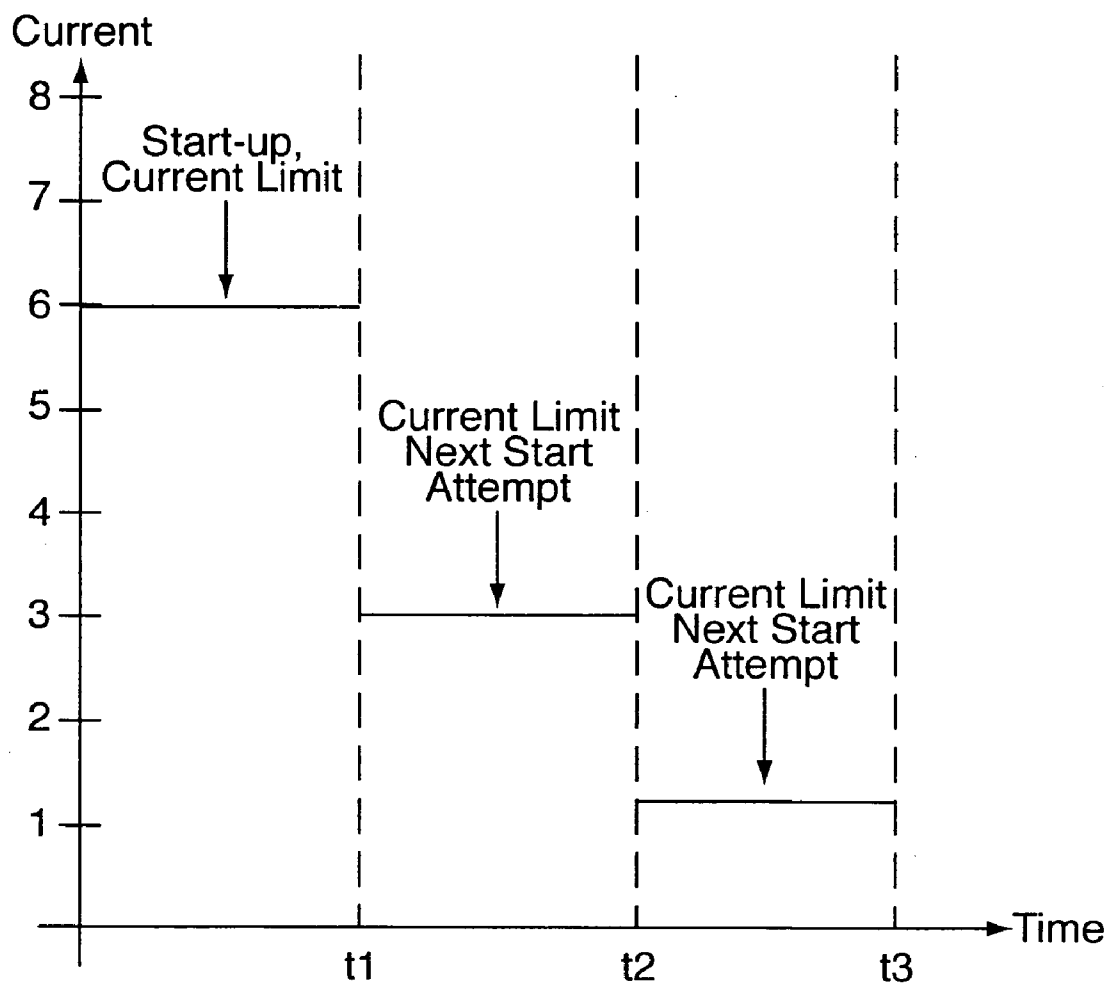 Current
8
Start-up,
Current Limit
7
6
5
Current Limit
Next Start
Attempt
4
3
Current Limit
Next Start
Attempt
2
1
Time
t1
t2
t3